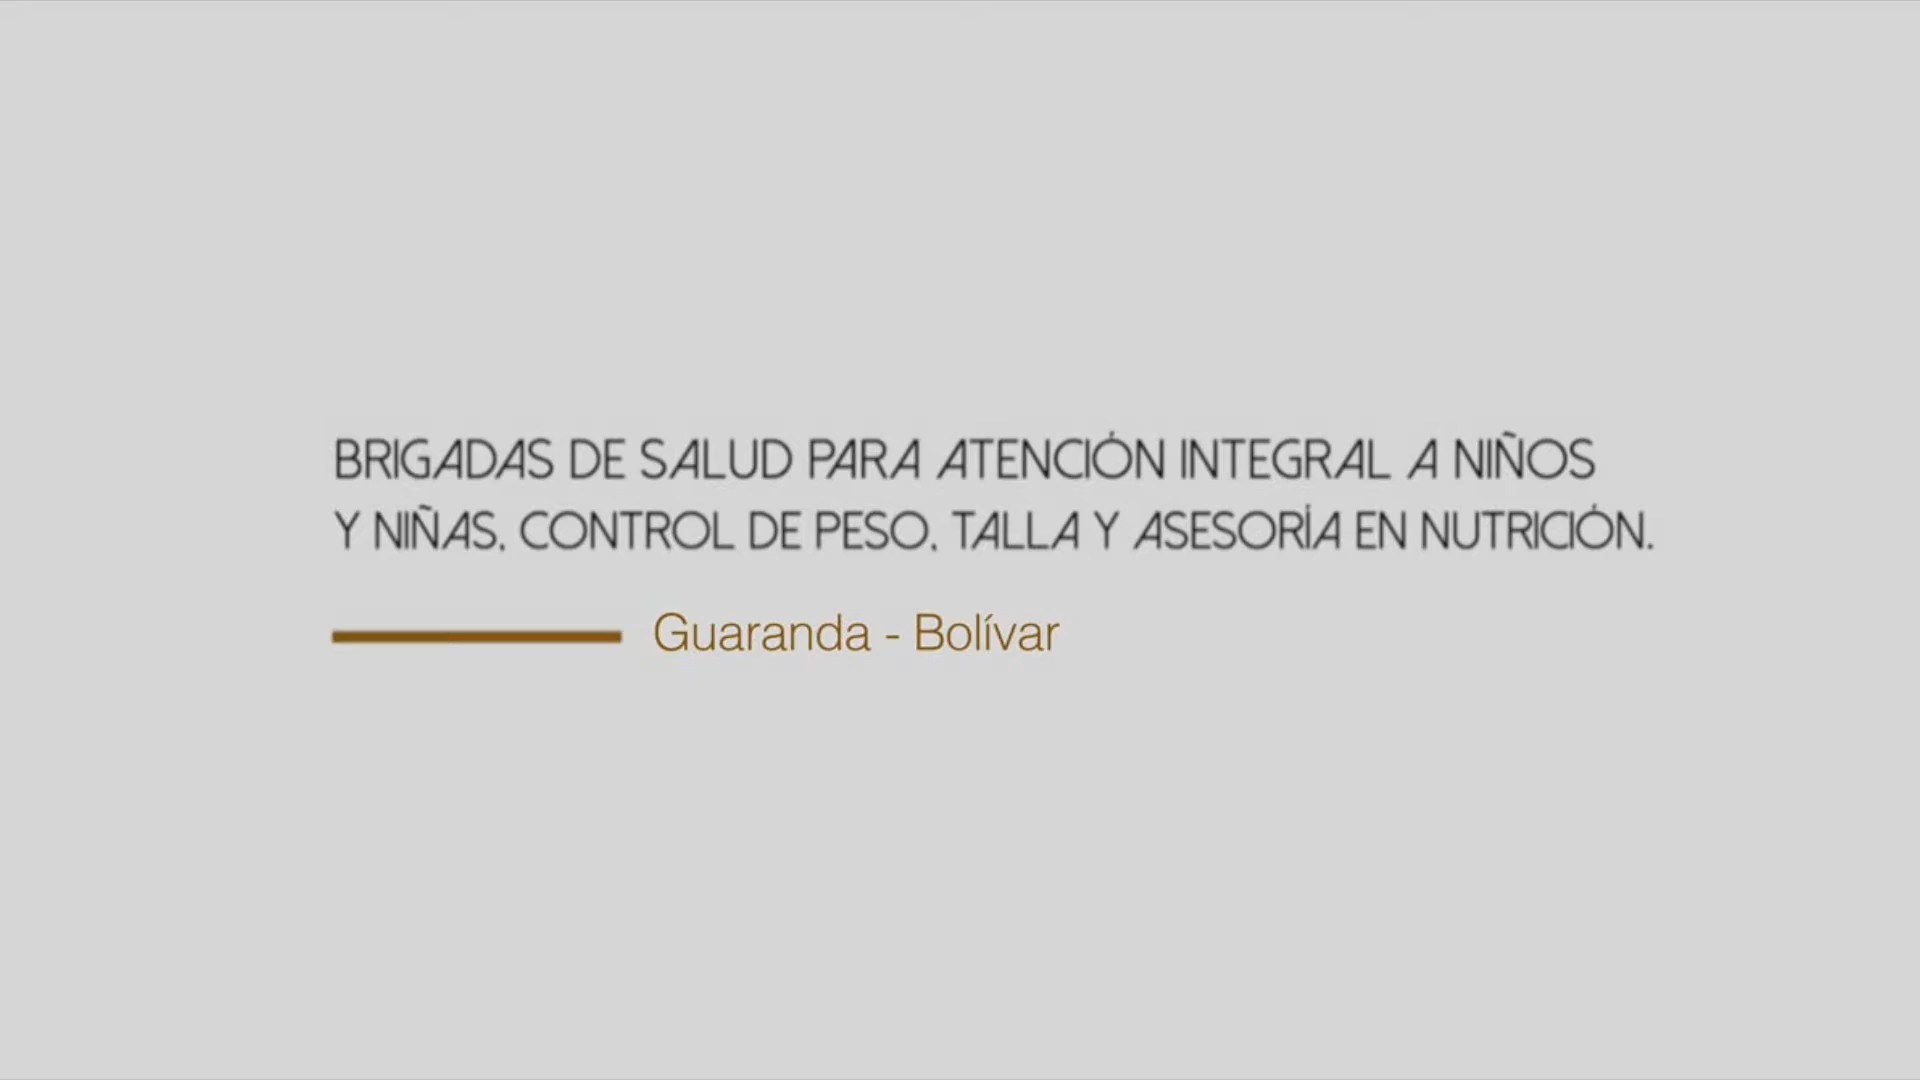 BRIGADAS DE SALUD PARA ATENCIÓN INTEGRAL A NIÑOS
Y NIÑAS, CONTROL DE PESO, TALLA Y ASESORÍA EN NUTRICIÓN.
Guaranda - Bolívar